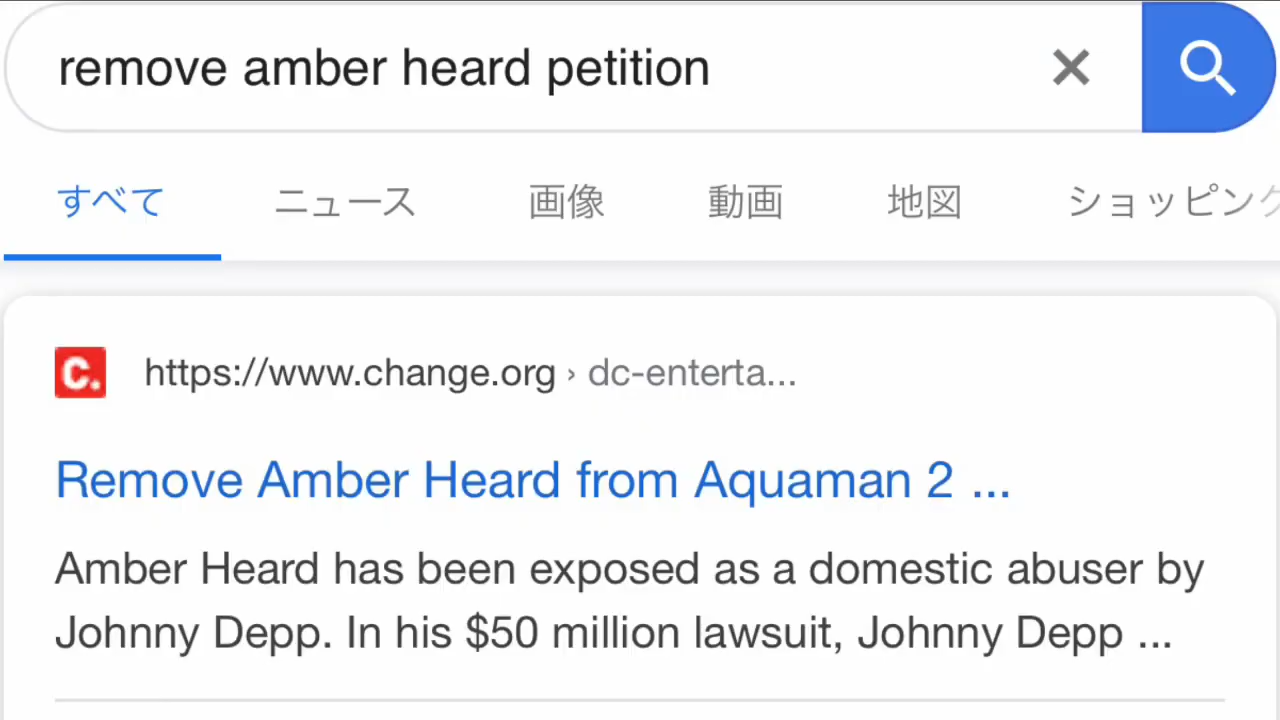 remove amber heard petition
すべて ニュース 画像 動画 地図 ショッピング
C. https://www.change.org › dc-enterta...
Remove Amber Heard from Aquaman 2 ...
Amber Heard has been exposed as a domestic abuser by
Johnny Depp. In his $50 million lawsuit, Johnny Depp ...